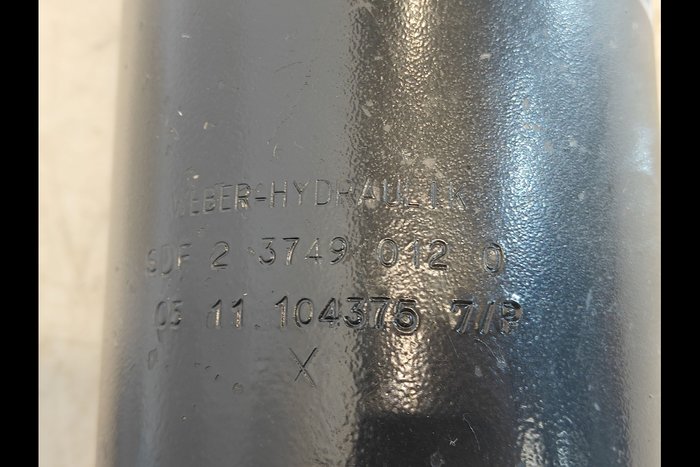 WEBER-HYDRAULIK
SDF 2 3749 012 0
03 11 104375 7/P
X